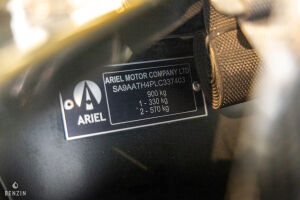 ARIEL MOTOR COMPANY LTD
SA9AATH4PLC337403
900 kg
1 - 330 kg
2 - 570 kg
ARIEL
BENZIN